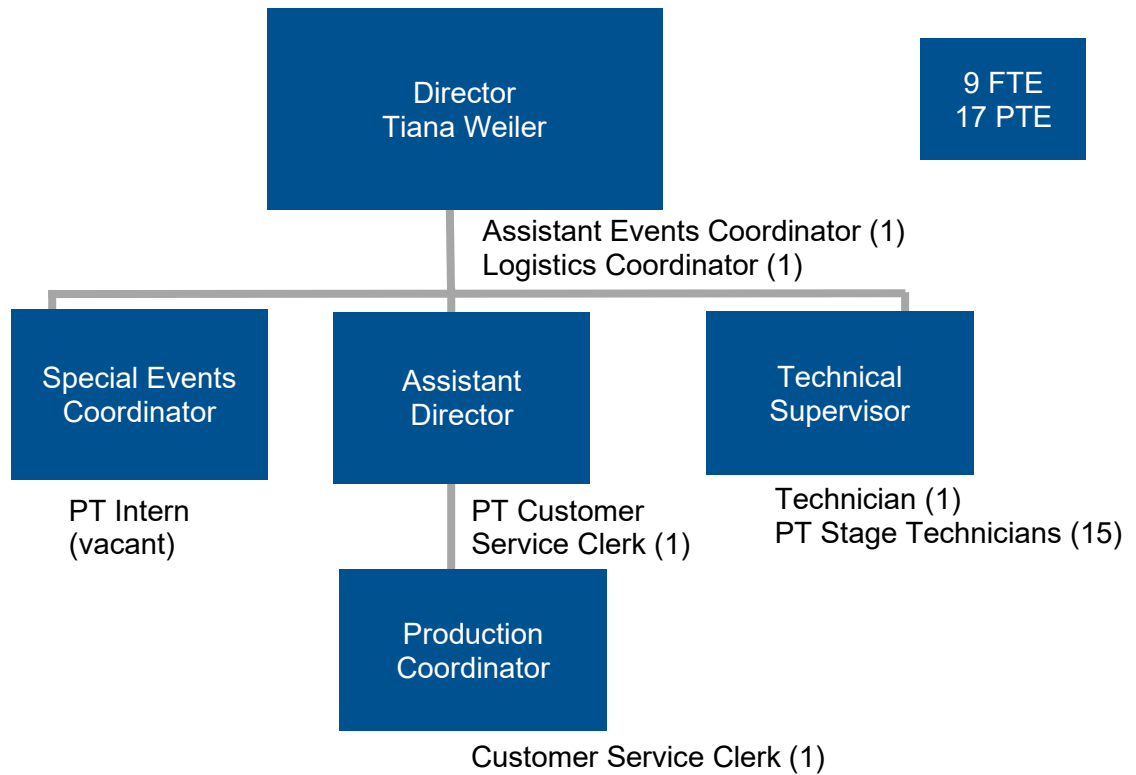 Director
Tiana Weiler
9 FTE
17 PTE
Assistant Events Coordinator (1)
Logistics Coordinator (1)
Special Events
Coordinator
Assistant
Director
Technical
Supervisor
PT Intern
(vacant)
PT Customer
Service Clerk (1)
Technician (1)
PT Stage Technicians (15)
Production
Coordinator
Customer Service Clerk (1)